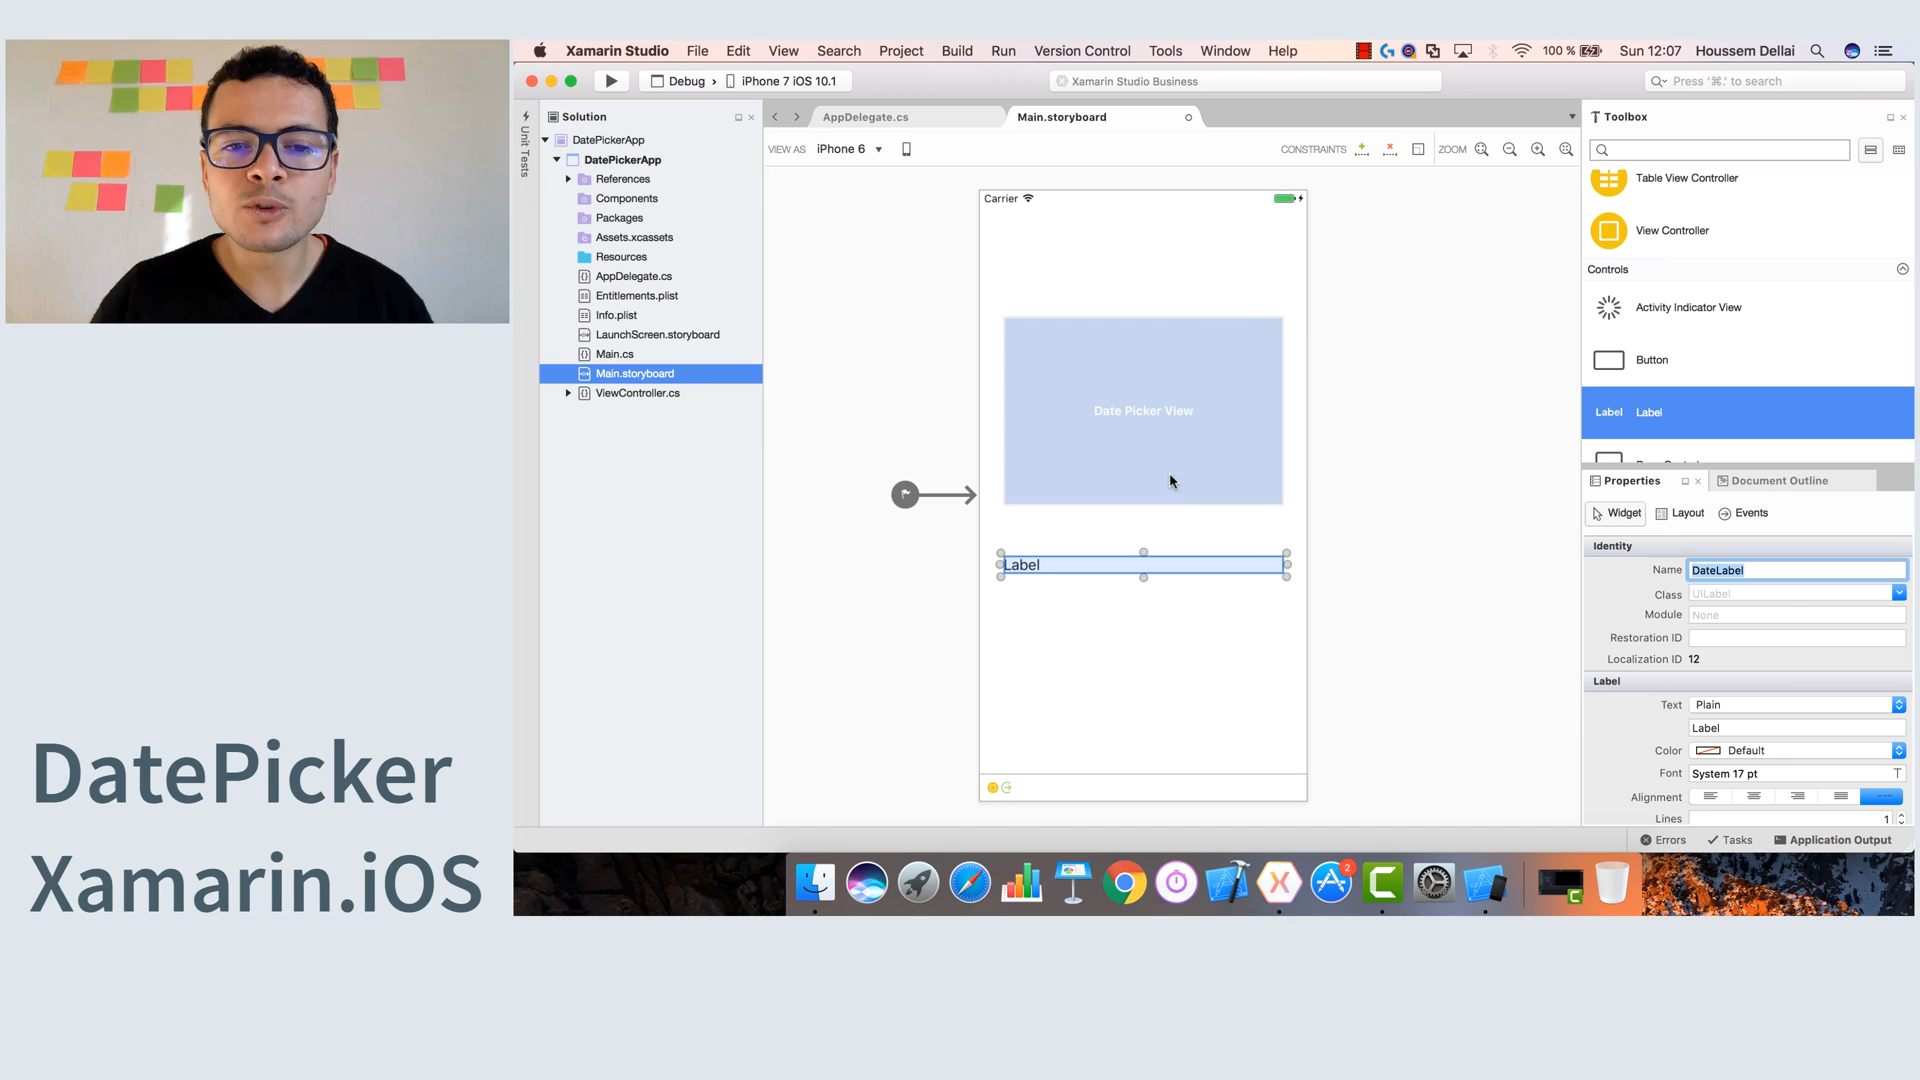 Xamarin Studio File Edit View Search Project Build Run Version Control Tools Window Help 100 % Sun 12:07 Houssem Dellai
Debug › iPhone 7 iOS 10.1
Xamarin Studio Business
Press ‘⌘.’ to search
Unit Tests
Solution
DatePickerApp
DatePickerApp
References
Components
Packages
Assets.xcassets
Resources
AppDelegate.cs
Entitlements.plist
Info.plist
LaunchScreen.storyboard
Main.cs
Main.storyboard
ViewController.cs
AppDelegate.cs
Main.storyboard
VIEW AS iPhone 6
CONSTRAINTS
ZOOM
Carrier
Date Picker View
Label
Toolbox
Table View Controller
View Controller
Controls
Activity Indicator View
Button
Label Label
Properties
Document Outline
Widget Layout Events
Identity
Name DateLabel
Class UILabel
Module None
Restoration ID
Localization ID 12
Label
Text Plain
Label
Color Default
Font System 17 pt
Alignment
Lines 1
Errors Tasks Application Output
2
DatePicker
Xamarin.iOS